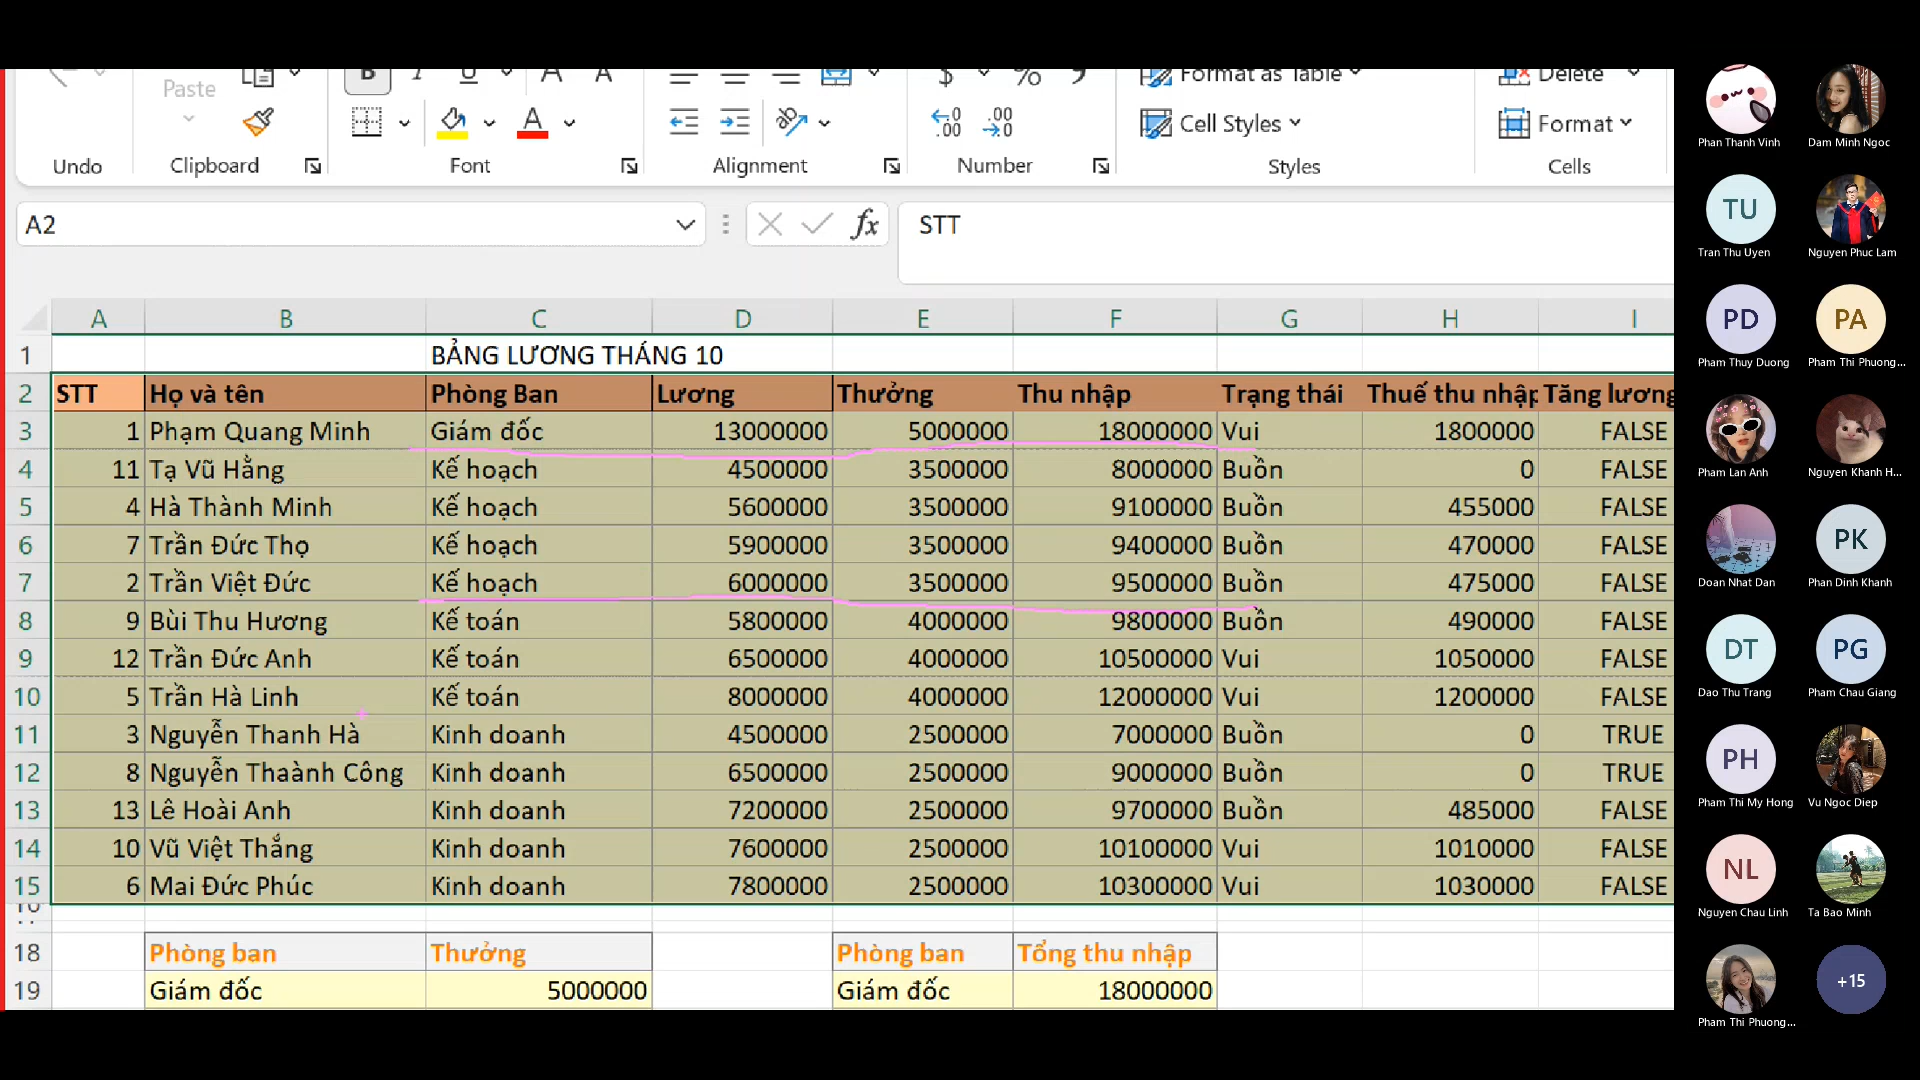 Paste
Format as Table
Delete
Cell Styles
Format
Undo
Clipboard
Font
Alignment
Number
Styles
Cells
A2
fx
STT
A B C D E F G H I
1 BẢNG LƯƠNG THÁNG 10
2 STT Họ và tên Phòng Ban Lương Thưởng Thu nhập Trạng thái Thuế thu nhập Tăng lương
3 1 Phạm Quang Minh Giám đốc 13000000 5000000 18000000 Vui 1800000 FALSE
4 11 Tạ Vũ Hằng Kế hoạch 4500000 3500000 8000000 Buồn 0 FALSE
5 4 Hà Thành Minh Kế hoạch 5600000 3500000 9100000 Buồn 455000 FALSE
6 7 Trần Đức Thọ Kế hoạch 5900000 3500000 9400000 Buồn 470000 FALSE
7 2 Trần Việt Đức Kế hoạch 6000000 3500000 9500000 Buồn 475000 FALSE
8 9 Bùi Thu Hương Kế toán 5800000 4000000 9800000 Buồn 490000 FALSE
9 12 Trần Đức Anh Kế toán 6500000 4000000 10500000 Vui 1050000 FALSE
10 5 Trần Hà Linh Kế toán 8000000 4000000 12000000 Vui 1200000 FALSE
11 3 Nguyễn Thanh Hà Kinh doanh 4500000 2500000 7000000 Buồn 0 TRUE
12 8 Nguyễn Thaành Công Kinh doanh 6500000 2500000 9000000 Buồn 0 TRUE
13 13 Lê Hoài Anh Kinh doanh 7200000 2500000 9700000 Buồn 485000 FALSE
14 10 Vũ Việt Thắng Kinh doanh 7600000 2500000 10100000 Vui 1010000 FALSE
15 6 Mai Đức Phúc Kinh doanh 7800000 2500000 10300000 Vui 1030000 FALSE
18 Phòng ban Thưởng Phòng ban Tổng thu nhập
19 Giám đốc 5000000 Giám đốc 18000000
Phan Thanh Vinh Dam Minh Ngoc
TU
Tran Thu Uyen Nguyen Phuc Lam
PD PA
Pham Thuy Duong Pham Thi Phuong...
Pham Lan Anh Nguyen Khanh H...
PK
Doan Nhat Dan Phan Dinh Khanh
DT PG
Dao Thu Trang Pham Chau Giang
PH
Pham Thi My Hong Vu Ngoc Diep
NL
Nguyen Chau Linh Ta Bao Minh
+15
Pham Thi Phuong...